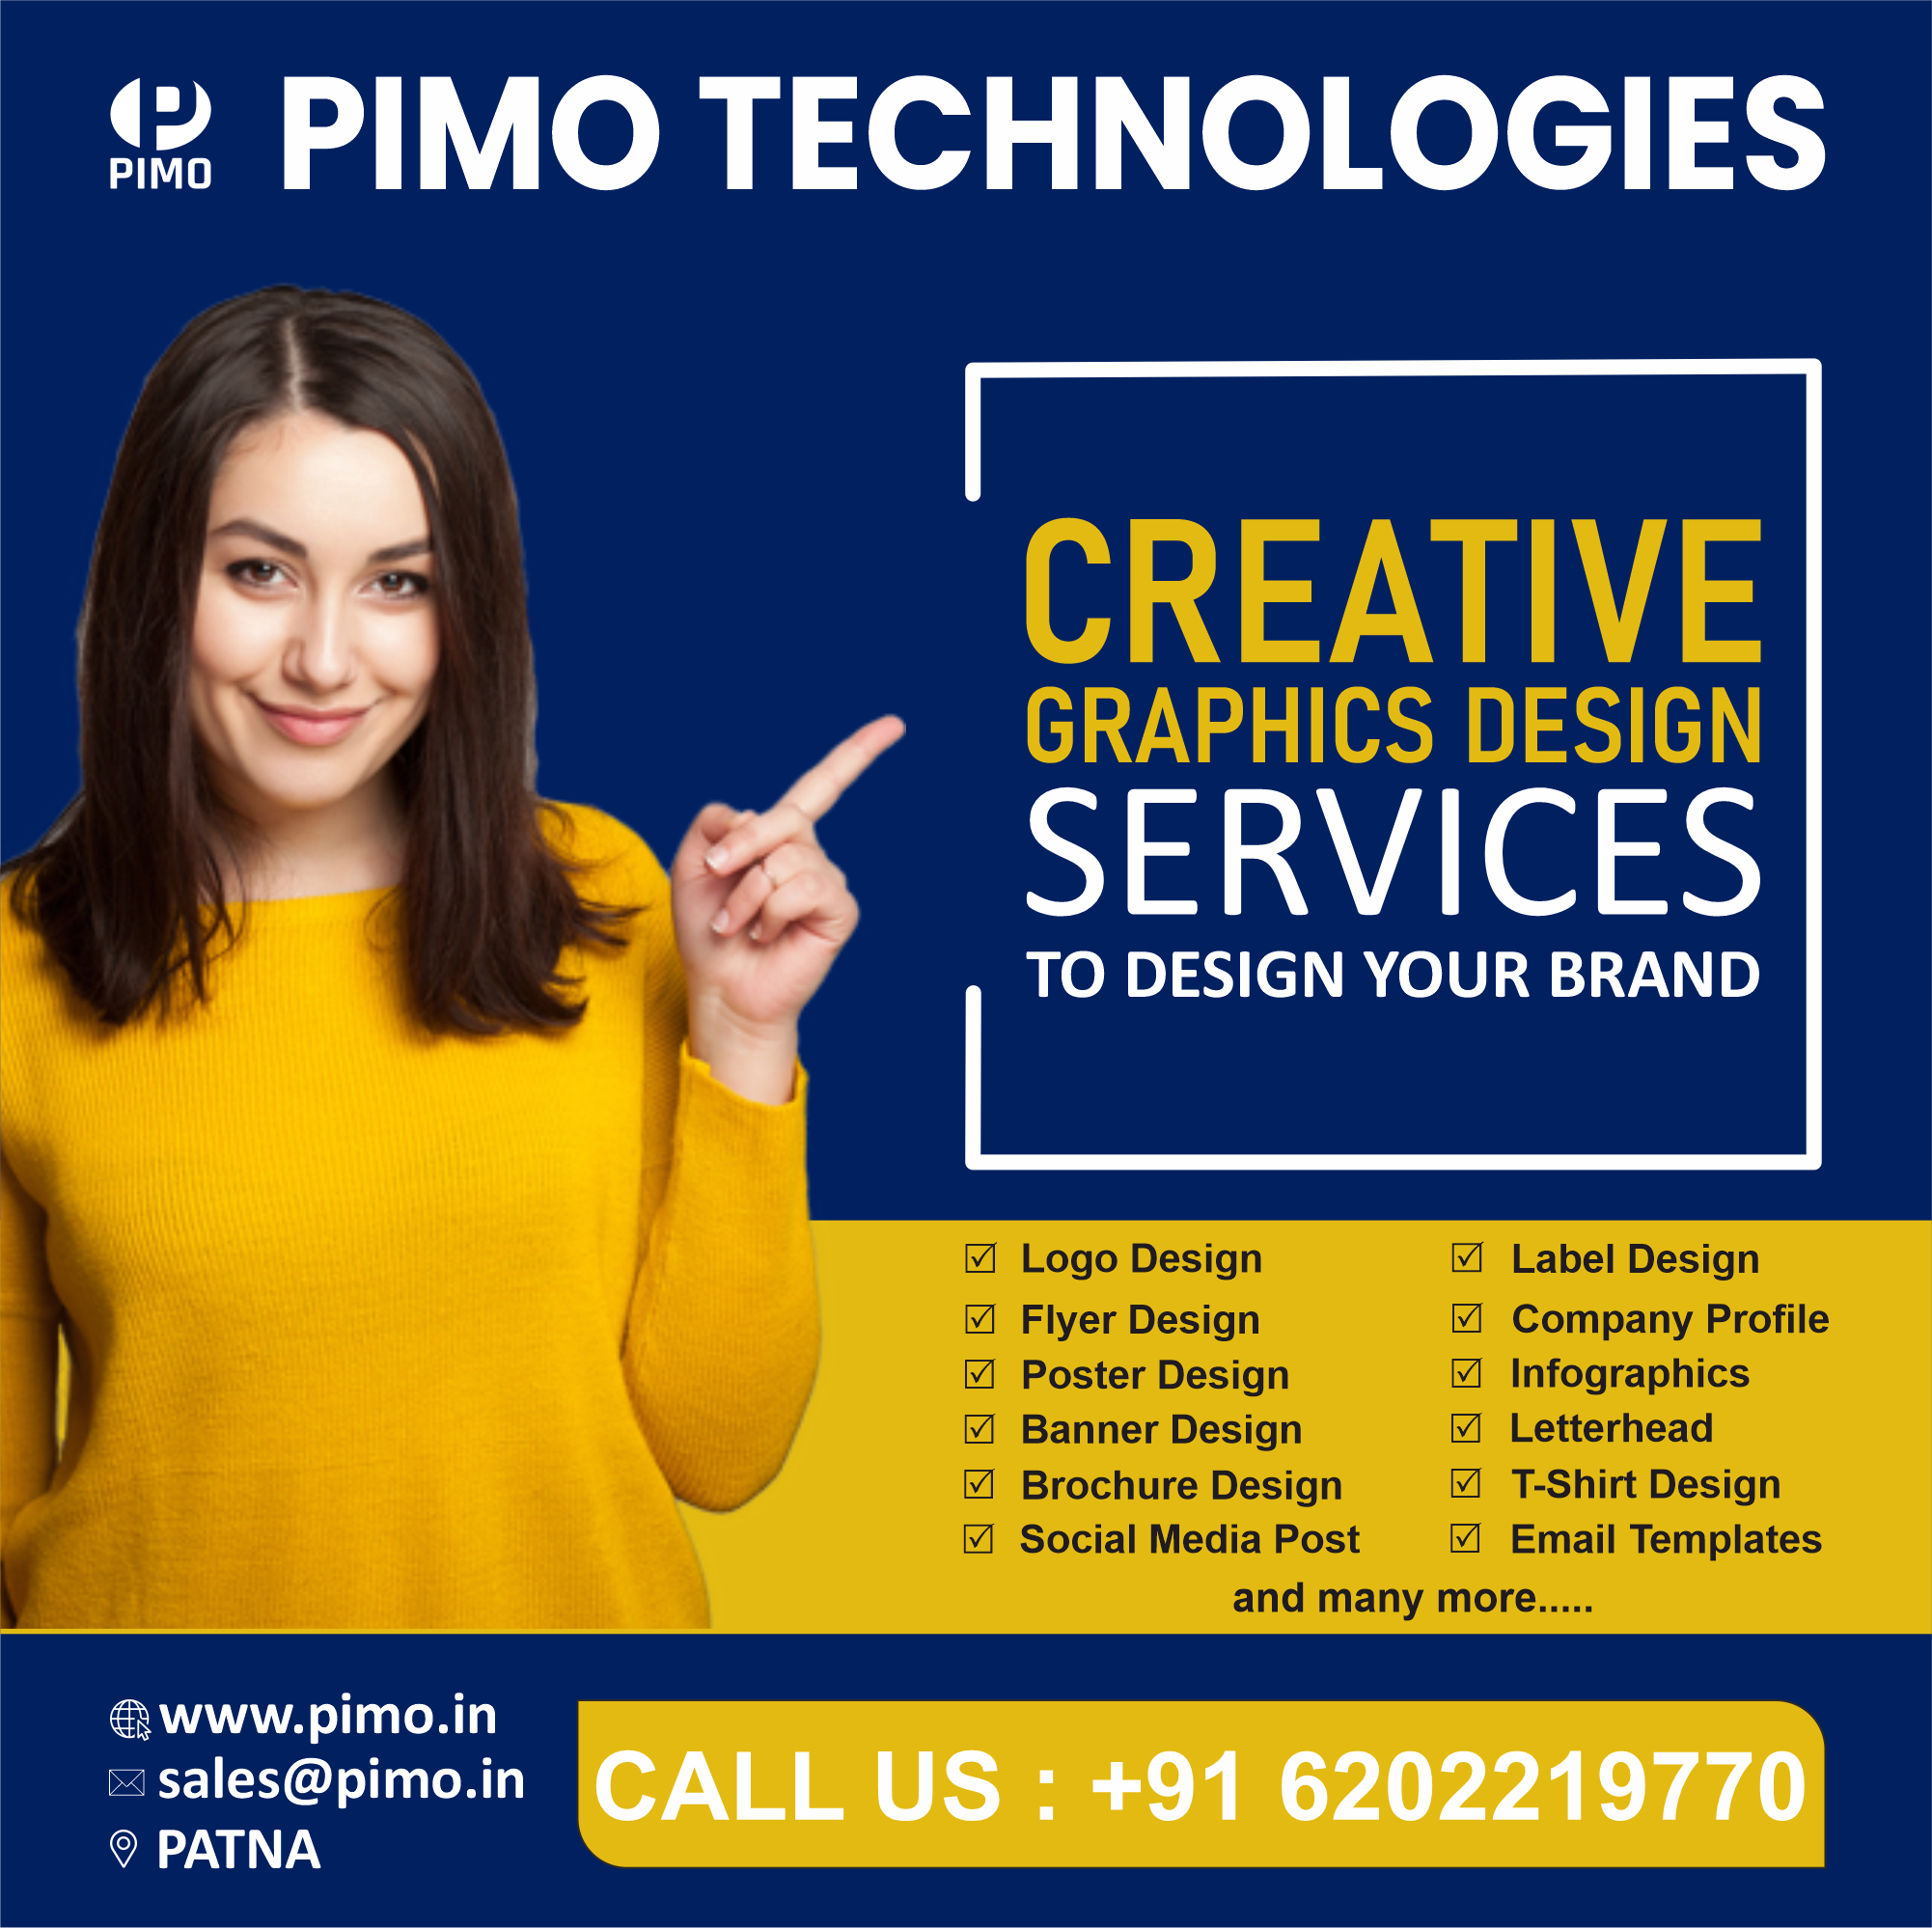 PIMO
PIMO TECHNOLOGIES
CREATIVE
GRAPHICS DESIGN
SERVICES
TO DESIGN YOUR BRAND
Logo Design
Flyer Design
Poster Design
Banner Design
Brochure Design
Social Media Post
Label Design
Company Profile
Infographics
Letterhead
T-Shirt Design
Email Templates
and many more.....
www.pimo.in
sales@pimo.in
PATNA
CALL US : +91 6202219770